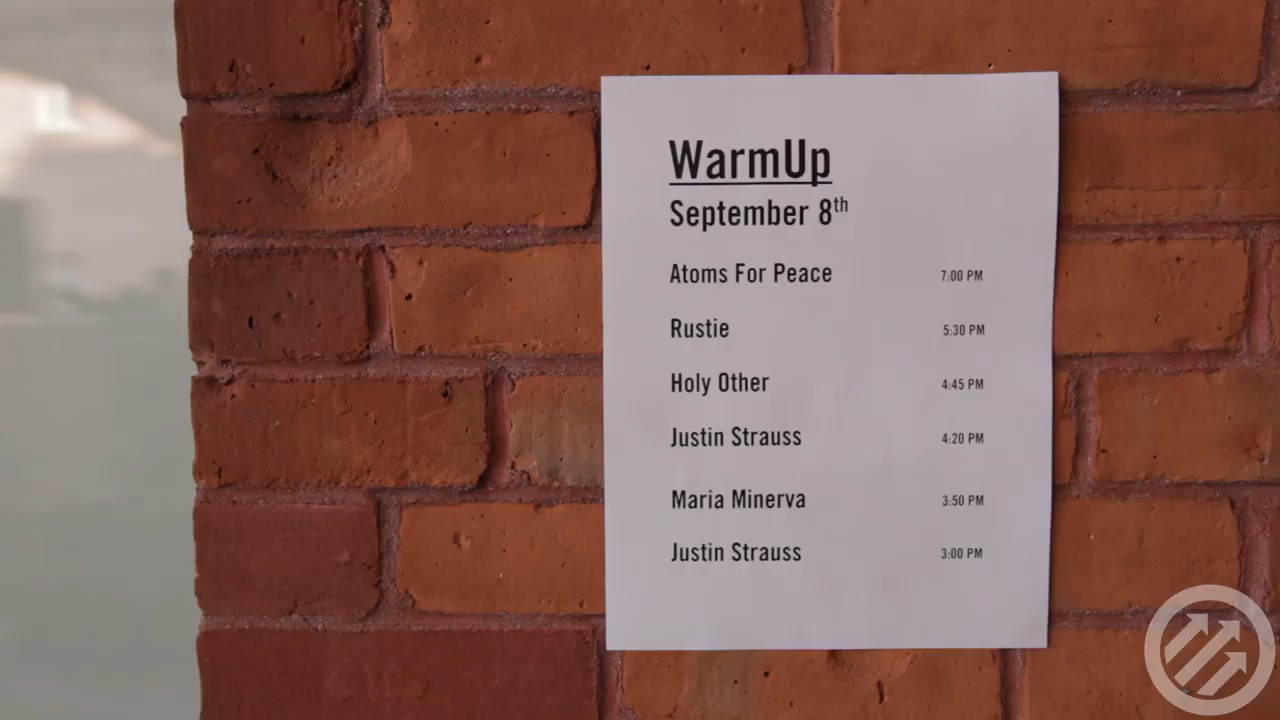 WarmUp
September 8th
Atoms For Peace 7:00 PM
Rustie 5:30 PM
Holy Other 4:45 PM
Justin Strauss 4:20 PM
Maria Minerva 3:50 PM
Justin Strauss 3:00 PM